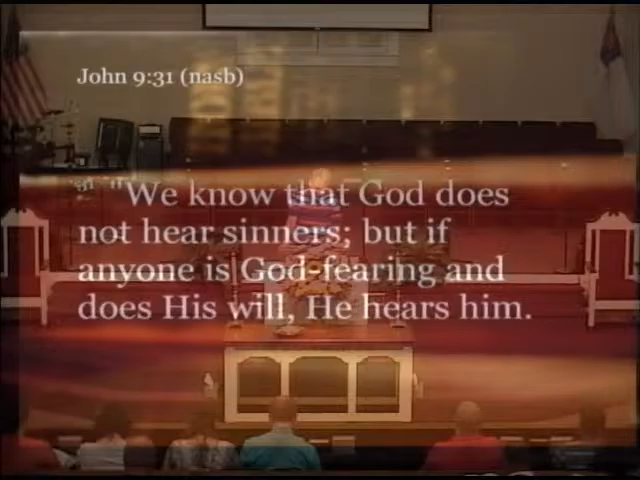 John 9:31 (nasb)
31 "We know that God does
not hear sinners; but if
anyone is God-fearing and
does His will, He hears him.